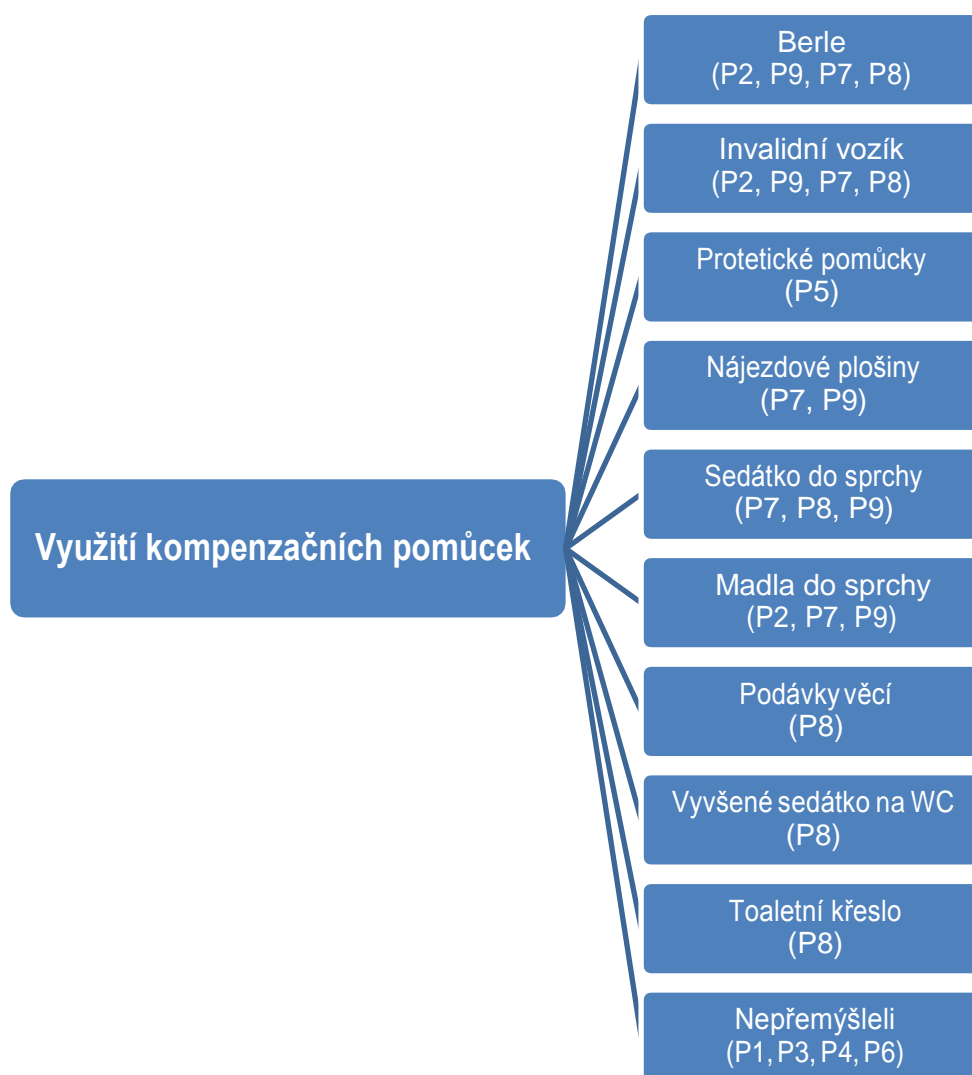 Berle
(P2, P9, P7, P8)
Invalidní vozík
(P2, P9, P7, P8)
Protetické pomůcky
(P5)
Nájezdové plošiny
(P7, P9)
Sedátko do sprchy
(P7, P8, P9)
Využití kompenzačních pomůcek
Madla do sprchy
(P2, P7, P9)
Podávky věcí
(P8)
Vyvšené sedátko na WC
(P8)
Toaletní křeslo
(P8)
Nepřemýšleli
(P1, P3, P4, P6)